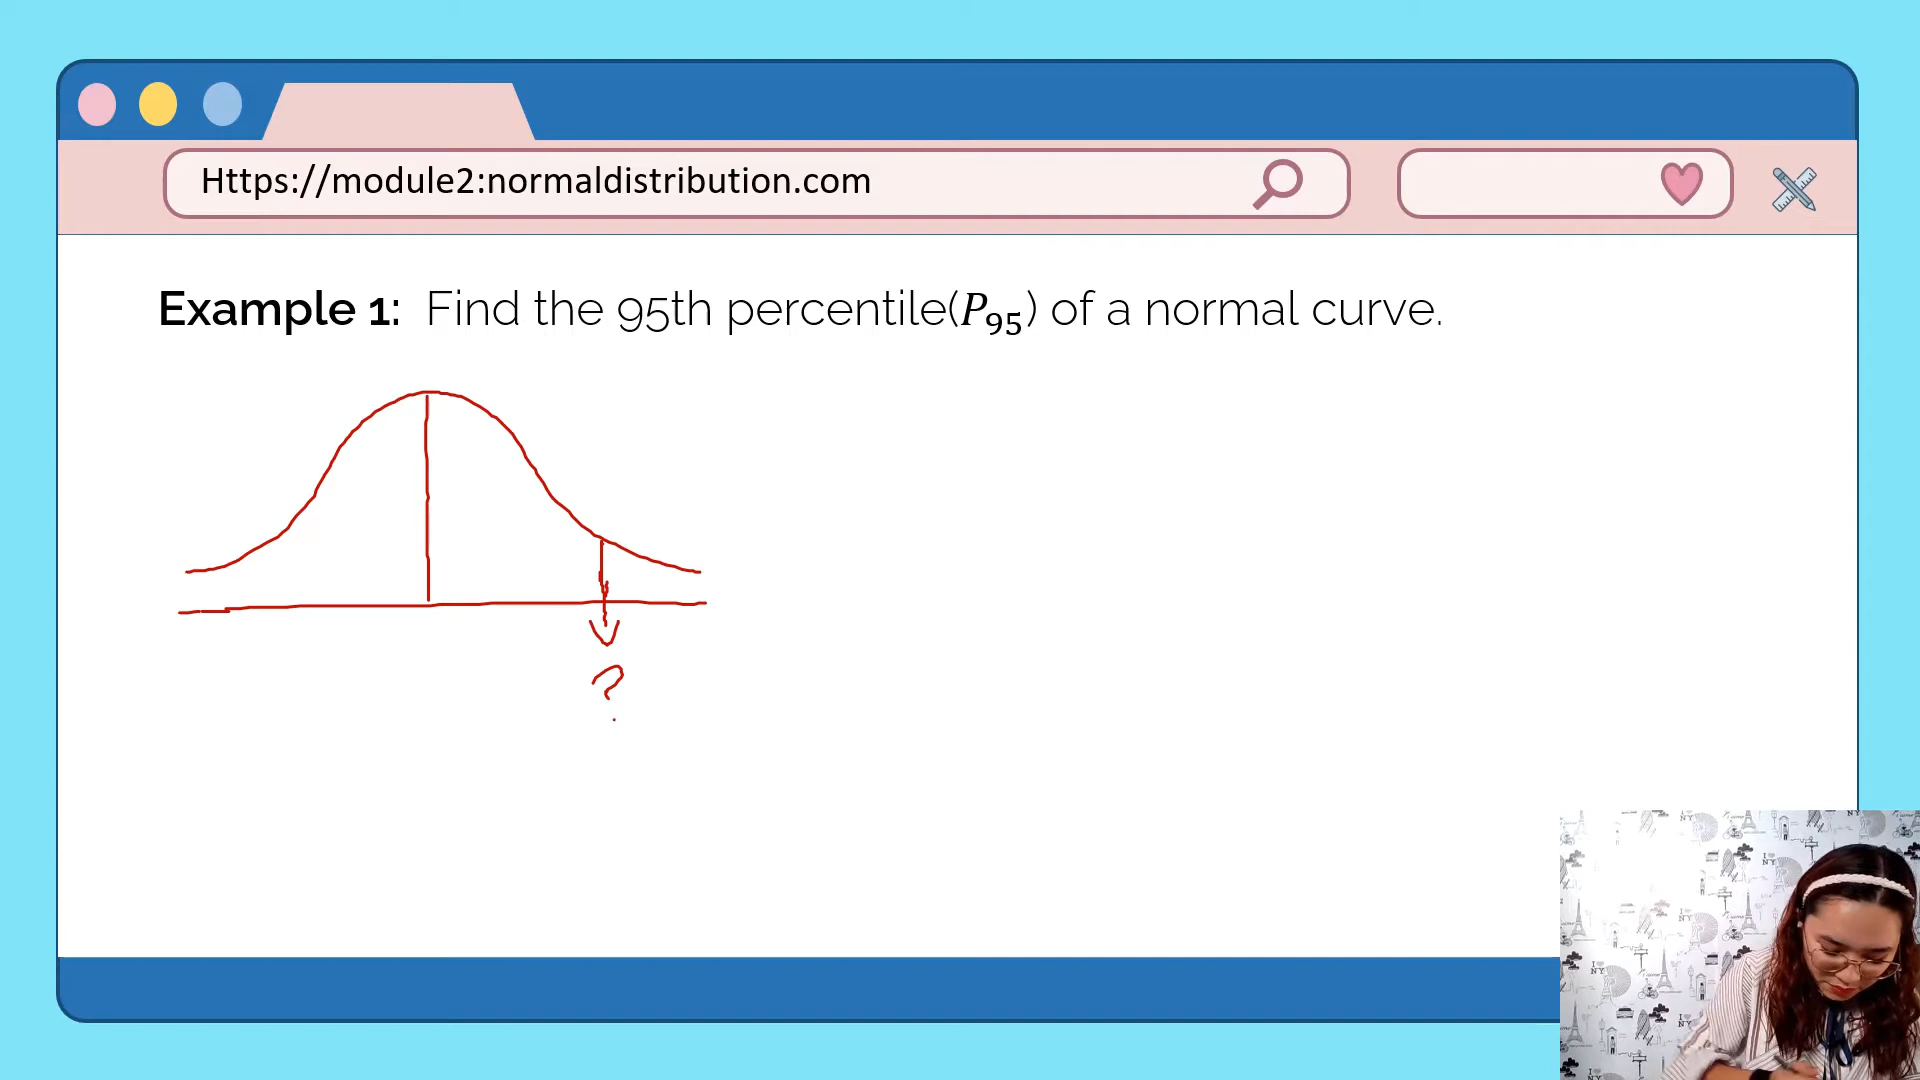 Https://module2:normaldistribution.com
Example 1: Find the 95th percentile(P₉₅) of a normal curve.
?